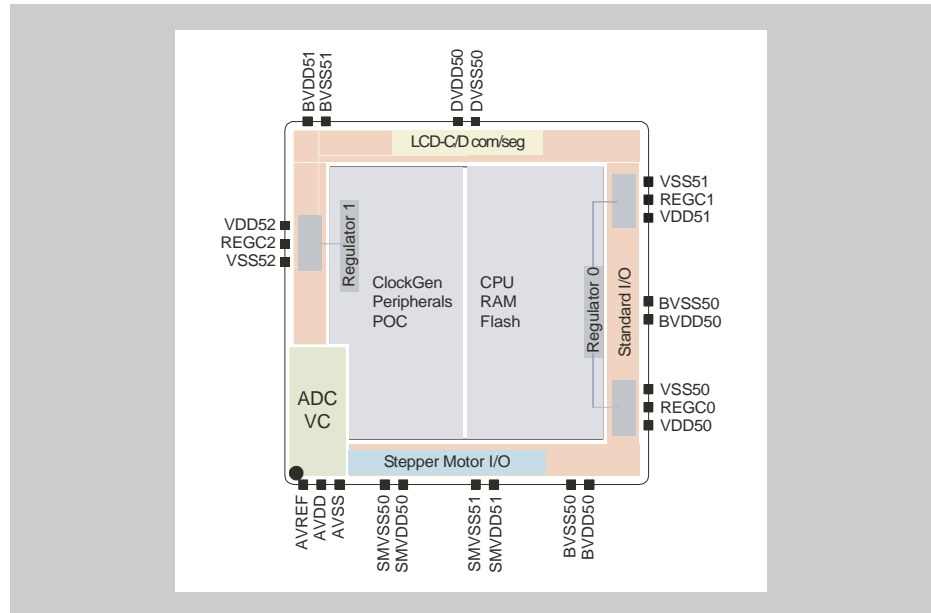 BVDD51
BVSS51
DVDD50
DVSS50
LCD-C/D com/seg
VSS51
REGC1
VDD51
VDD52
REGC2
VSS52
Regulator 1
ClockGen
Peripherals
POC
CPU
RAM
Flash
Regulator 0
Standard I/O
BVSS50
BVDD50
VSS50
REGC0
VDD50
ADC
VC
Stepper Motor I/O
AVREF
AVDD
AVSS
SMVSS50
SMVDD50
SMVSS51
SMVDD51
BVSS50
BVDD50